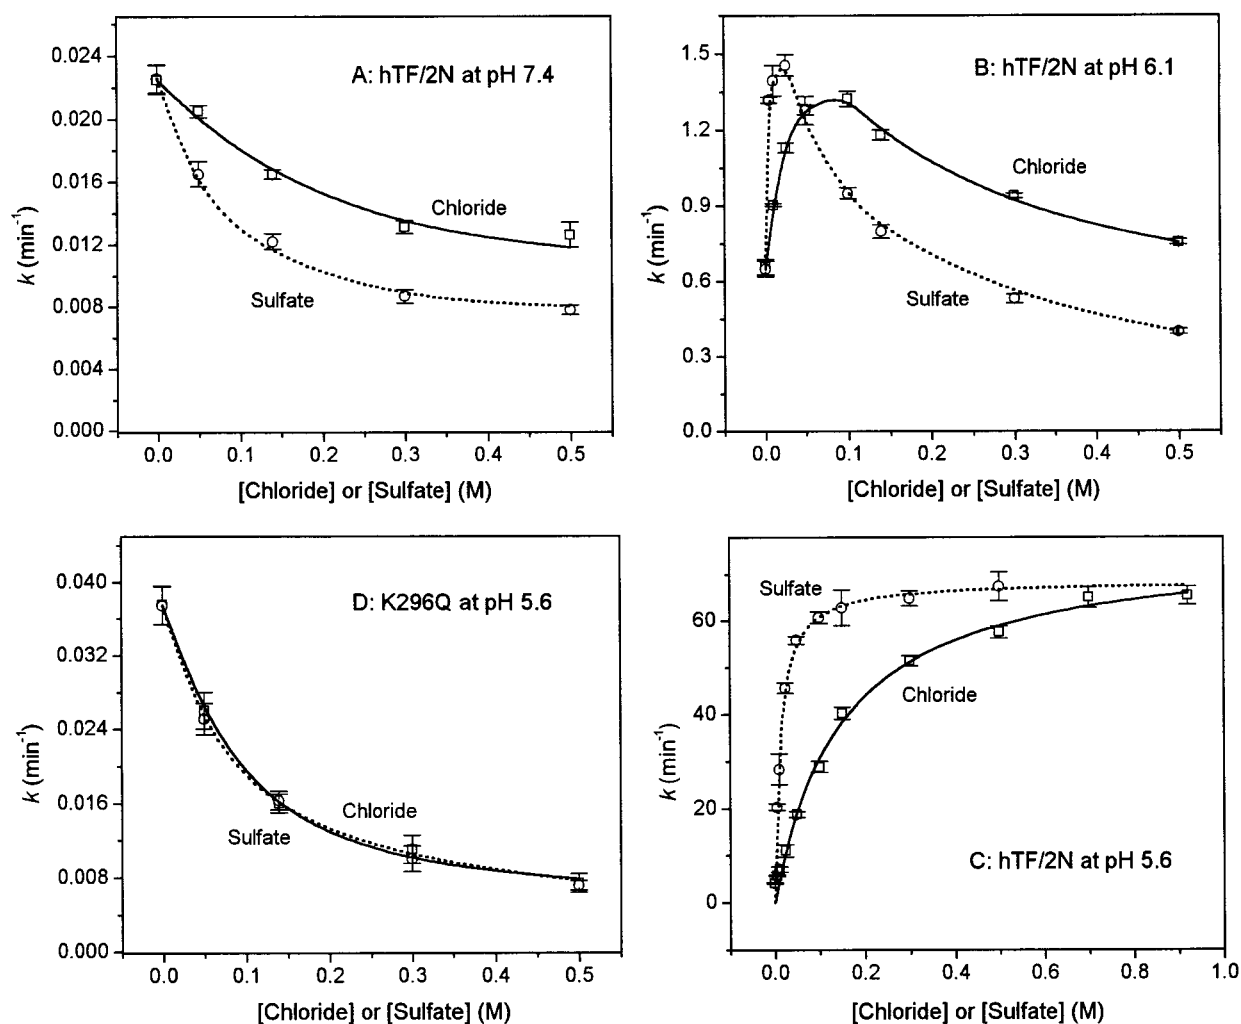 A: hTF/2N at pH 7.4
k (min⁻¹)
0.024
0.020
0.016
0.012
0.008
0.004
0.000
Chloride
Sulfate
0.0 0.1 0.2 0.3 0.4 0.5
[Chloride] or [Sulfate] (M)
B: hTF/2N at pH 6.1
k (min⁻¹)
1.5
1.2
0.9
0.6
0.3
0.0
Chloride
Sulfate
0.0 0.1 0.2 0.3 0.4 0.5
[Chloride] or [Sulfate] (M)
D: K296Q at pH 5.6
k (min⁻¹)
0.040
0.032
0.024
0.016
0.008
0.000
Chloride
Sulfate
0.0 0.1 0.2 0.3 0.4 0.5
[Chloride] or [Sulfate] (M)
Sulfate
k (min⁻¹)
60
40
20
0
Chloride
C: hTF/2N at pH 5.6
0.0 0.2 0.4 0.6 0.8 1.0
[Chloride] or [Sulfate] (M)